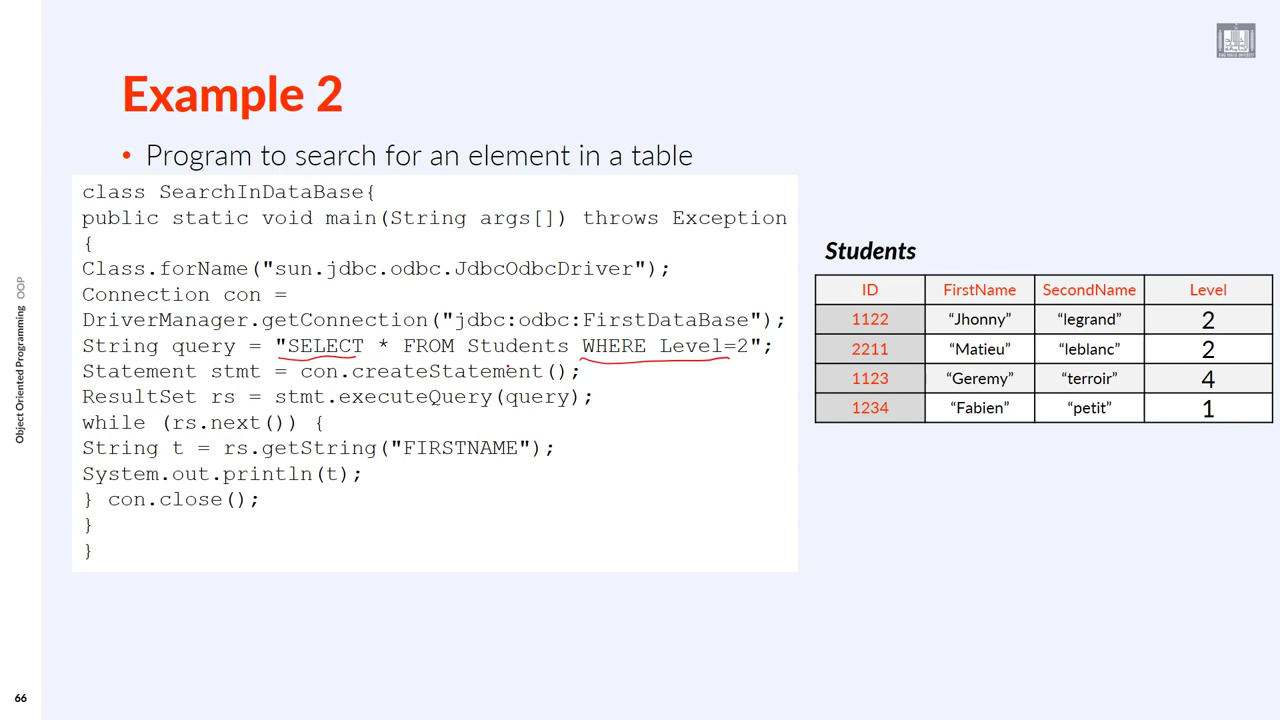 Example 2
• Program to search for an element in a table
class SearchInDataBase{
public static void main(String args[]) throws Exception
{
Class.forName("sun.jdbc.odbc.JdbcOdbcDriver");
Connection con =
DriverManager.getConnection("jdbc:odbc:FirstDataBase");
String query = "SELECT * FROM Students WHERE Level=2";
Statement stmt = con.createStatement();
ResultSet rs = stmt.executeQuery(query);
while (rs.next()) {
String t = rs.getString("FIRSTNAME");
System.out.println(t);
} con.close();
}
}
Students
ID FirstName SecondName Level
1122 “Jhonny” “legrand” 2
2211 “Matieu” “leblanc” 2
1123 “Geremy” “terroir” 4
1234 “Fabien” “petit” 1
Object Oriented Programming OOP
66